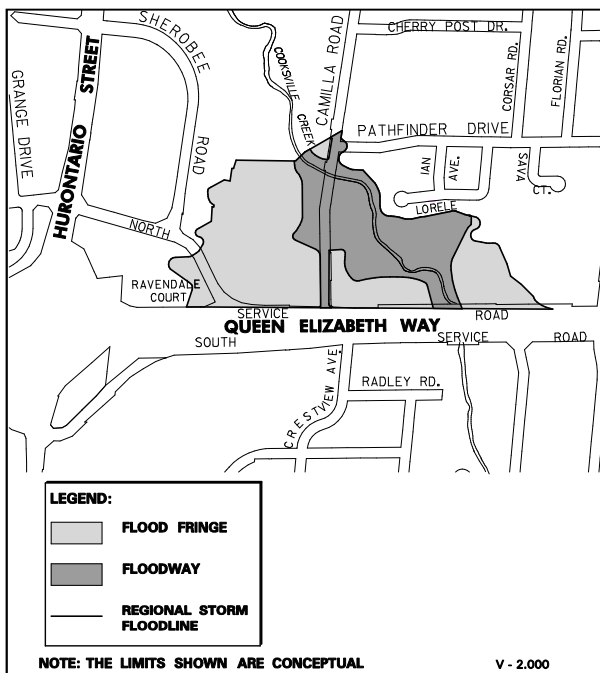 SHEROBEE
ROAD
COOKSVILLE
CREEK
CAMILLA ROAD
CHERRY POST DR.
CORSAR RD.
FLORIAN RD.
GRANGE DRIVE
HURONTARIO STREET
PATHFINDER DRIVE
IAN
AVE.
SAVA
CT.
LORELE
NORTH
RAVENDALE
COURT
SERVICE
ROAD
QUEEN ELIZABETH WAY
SOUTH
SERVICE
ROAD
CRESTVIEW AVE.
RADLEY RD.
LEGEND:
FLOOD FRINGE
FLOODWAY
REGIONAL STORM
FLOODLINE
NOTE: THE LIMITS SHOWN ARE CONCEPTUAL
V - 2.000